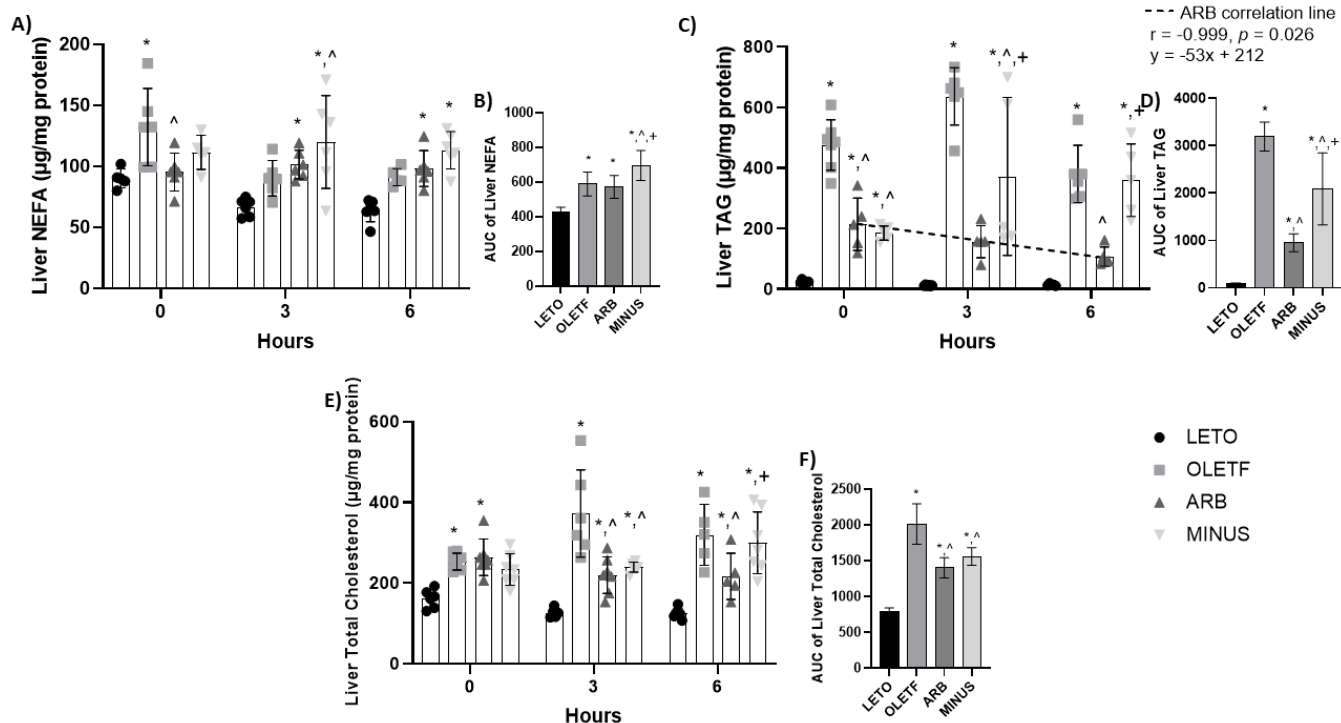 A)
Liver NEFA (µg/mg protein)
200
150
100
50
0
*
^
*
*,^
*
*
0
3
6
Hours
B)
AUC of Liver NEFA
1000
800
600
400
200
0
*
*
*,^,+
LETO
OLETF
ARB
MINUS
C)
Liver TAG (µg/mg protein)
800
600
400
200
0
*
*,^
*,^
*
*,^,+
*
^
*,+
0
3
6
Hours
ARB correlation line
r = -0.999, p = 0.026
y = -53x + 212
D)
AUC of Liver TAG
4000
3000
2000
1000
0
*
*,^
*,^,+
LETO
OLETF
ARB
MINUS
E)
Liver Total Cholesterol (µg/mg protein)
600
400
200
0
*
*
*
*,^
*,^
*
*,^
*,+
0
3
6
Hours
F)
AUC of Liver Total Cholesterol
2500
2000
1500
1000
500
0
*
*,^
*,^
LETO
OLETF
ARB
MINUS
LETO
OLETF
ARB
MINUS